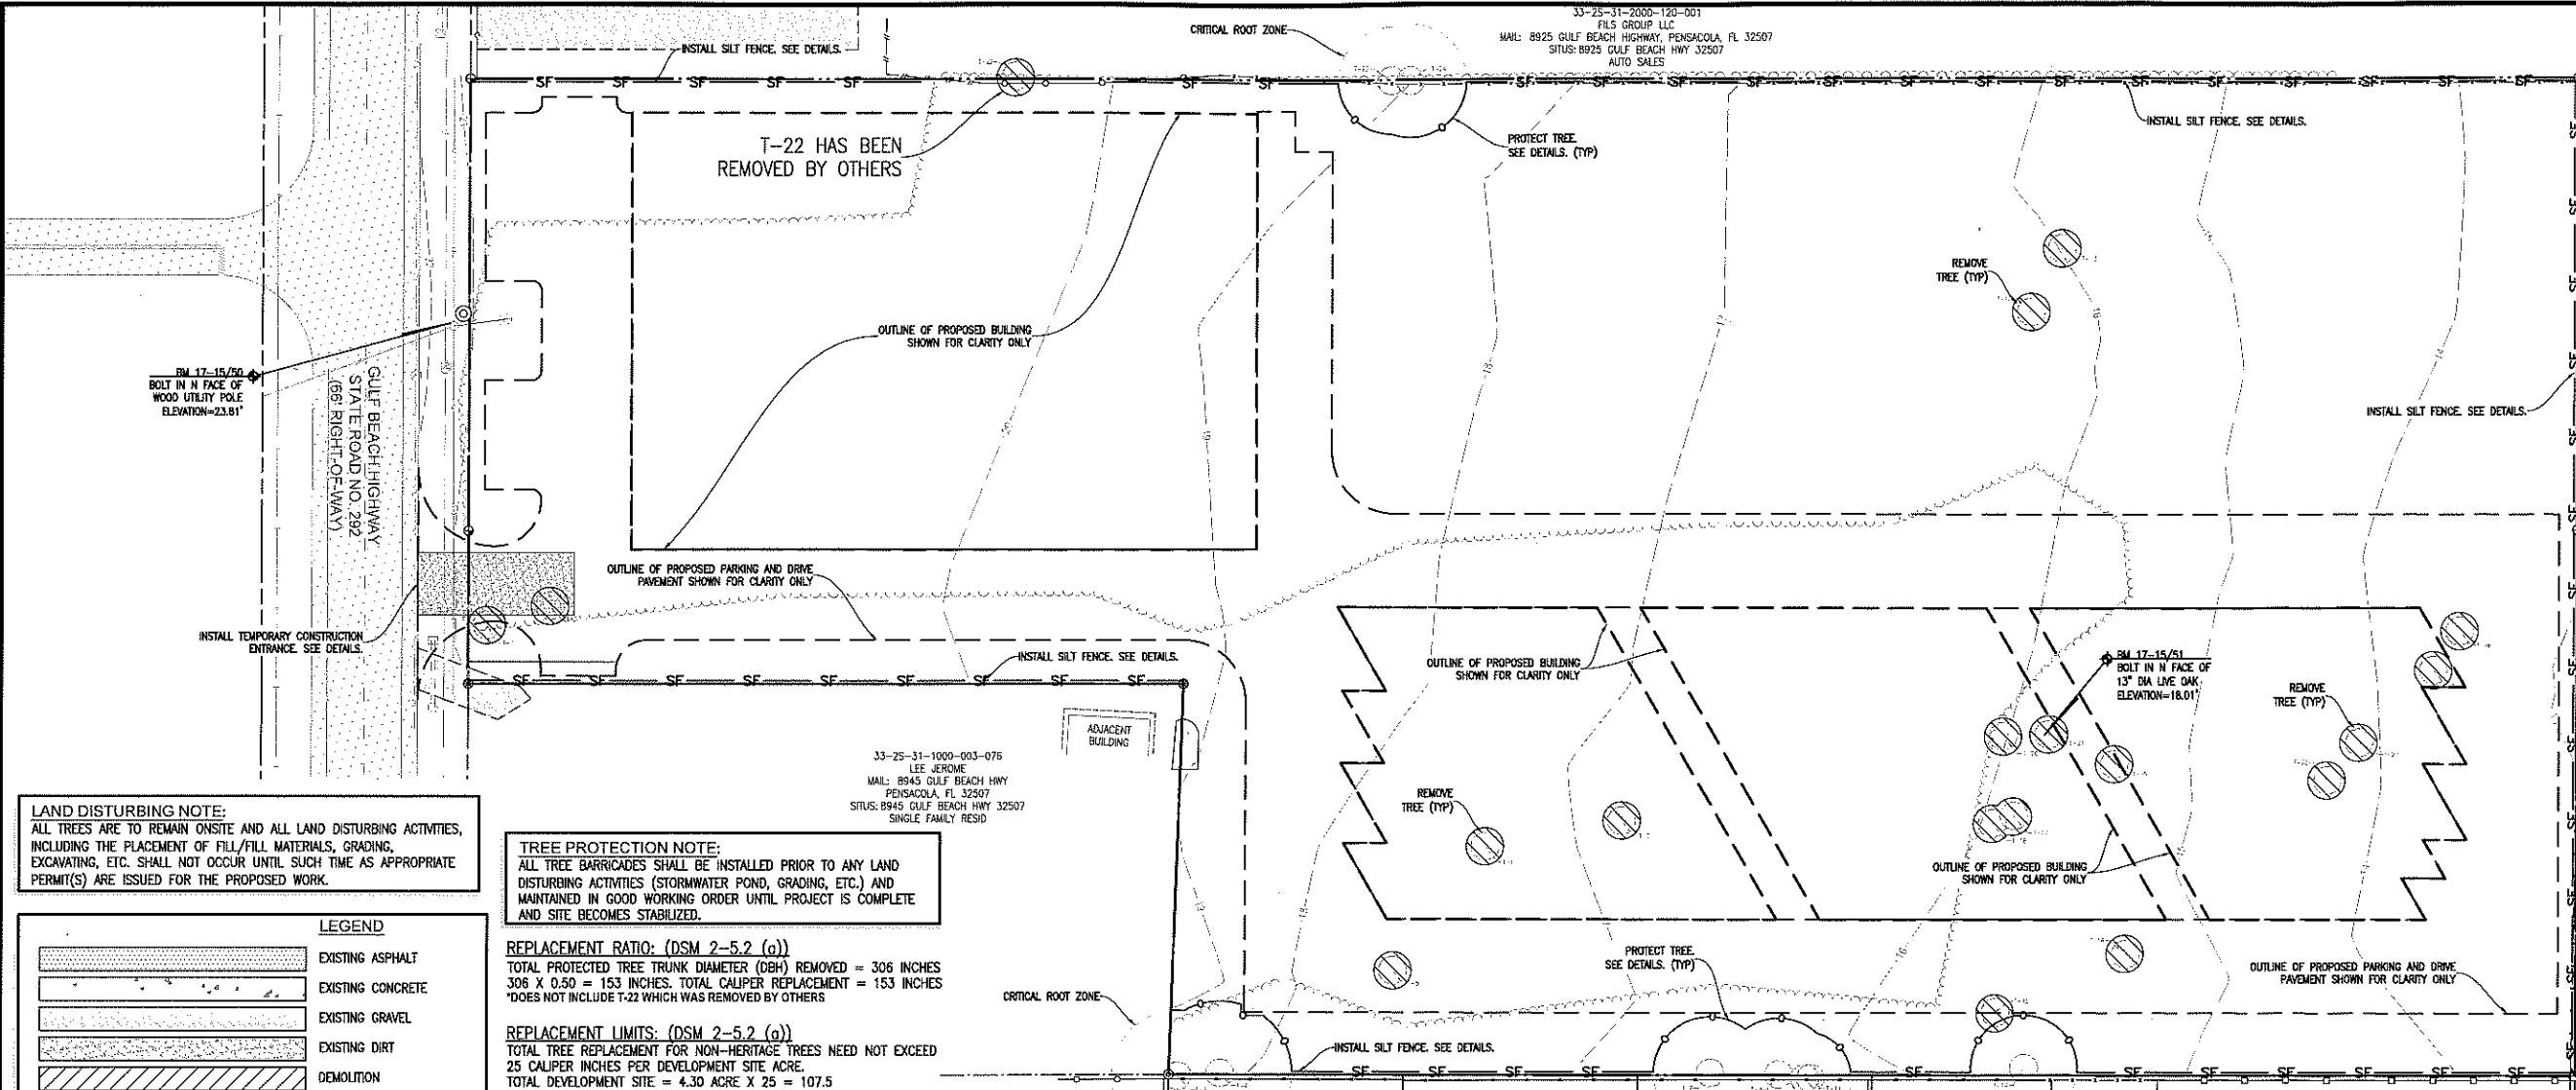 33-2S-31-2000-120-001
FILS GROUP LLC
MAIL: 8925 GULF BEACH HIGHWAY, PENSACOLA, FL 32507
SITUS: 8925 GULF BEACH HWY 32507
AUTO SALES
CRITICAL ROOT ZONE
INSTALL SILT FENCE. SEE DETAILS.
T-22 HAS BEEN
REMOVED BY OTHERS
PROTECT TREE.
SEE DETAILS. (TYP)
INSTALL SILT FENCE. SEE DETAILS.
REMOVE
TREE (TYP)
OUTLINE OF PROPOSED BUILDING
SHOWN FOR CLARITY ONLY
BM 17-15/50
BOLT IN N FACE OF
WOOD UTILITY POLE
ELEVATION=23.81'
GULF BEACH HIGHWAY
STATE ROAD NO. 292
(66' RIGHT-OF-WAY)
INSTALL SILT FENCE. SEE DETAILS.
OUTLINE OF PROPOSED PARKING AND DRIVE
PAVEMENT SHOWN FOR CLARITY ONLY
INSTALL TEMPORARY CONSTRUCTION
ENTRANCE. SEE DETAILS.
INSTALL SILT FENCE. SEE DETAILS.
OUTLINE OF PROPOSED BUILDING
SHOWN FOR CLARITY ONLY
BM 17-15/51
BOLT IN N FACE OF
13" DIA LIVE OAK
ELEVATION=18.01'
REMOVE
TREE (TYP)
ADJACENT
BUILDING
33-2S-31-1000-003-076
LEE JEROME
MAIL: 8945 GULF BEACH HWY
PENSACOLA, FL 32507
SITUS: 8945 GULF BEACH HWY 32507
SINGLE FAMILY RESID
REMOVE
TREE (TYP)
OUTLINE OF PROPOSED BUILDING
SHOWN FOR CLARITY ONLY
LAND DISTURBING NOTE:
ALL TREES ARE TO REMAIN ONSITE AND ALL LAND DISTURBING ACTIVITIES,
INCLUDING THE PLACEMENT OF FILL/FILL MATERIALS, GRADING,
EXCAVATING, ETC. SHALL NOT OCCUR UNTIL SUCH TIME AS APPROPRIATE
PERMIT(S) ARE ISSUED FOR THE PROPOSED WORK.
TREE PROTECTION NOTE:
ALL TREE BARRICADES SHALL BE INSTALLED PRIOR TO ANY LAND
DISTURBING ACTIVITIES (STORMWATER POND, GRADING, ETC.) AND
MAINTAINED IN GOOD WORKING ORDER UNTIL PROJECT IS COMPLETE
AND SITE BECOMES STABILIZED.
LEGEND
EXISTING ASPHALT
EXISTING CONCRETE
EXISTING GRAVEL
EXISTING DIRT
DEMOLITION
REPLACEMENT RATIO: (DSM 2-5.2 (a))
TOTAL PROTECTED TREE TRUNK DIAMETER (DBH) REMOVED = 306 INCHES
306 X 0.50 = 153 INCHES. TOTAL CALIPER REPLACEMENT = 153 INCHES
*DOES NOT INCLUDE T-22 WHICH WAS REMOVED BY OTHERS
REPLACEMENT LIMITS: (DSM 2-5.2 (a))
TOTAL TREE REPLACEMENT FOR NON-HERITAGE TREES NEED NOT EXCEED
25 CALIPER INCHES PER DEVELOPMENT SITE ACRE.
TOTAL DEVELOPMENT SITE = 4.30 ACRE X 25 = 107.5
CRITICAL ROOT ZONE
PROTECT TREE.
SEE DETAILS. (TYP)
INSTALL SILT FENCE. SEE DETAILS.
OUTLINE OF PROPOSED PARKING AND DRIVE
PAVEMENT SHOWN FOR CLARITY ONLY